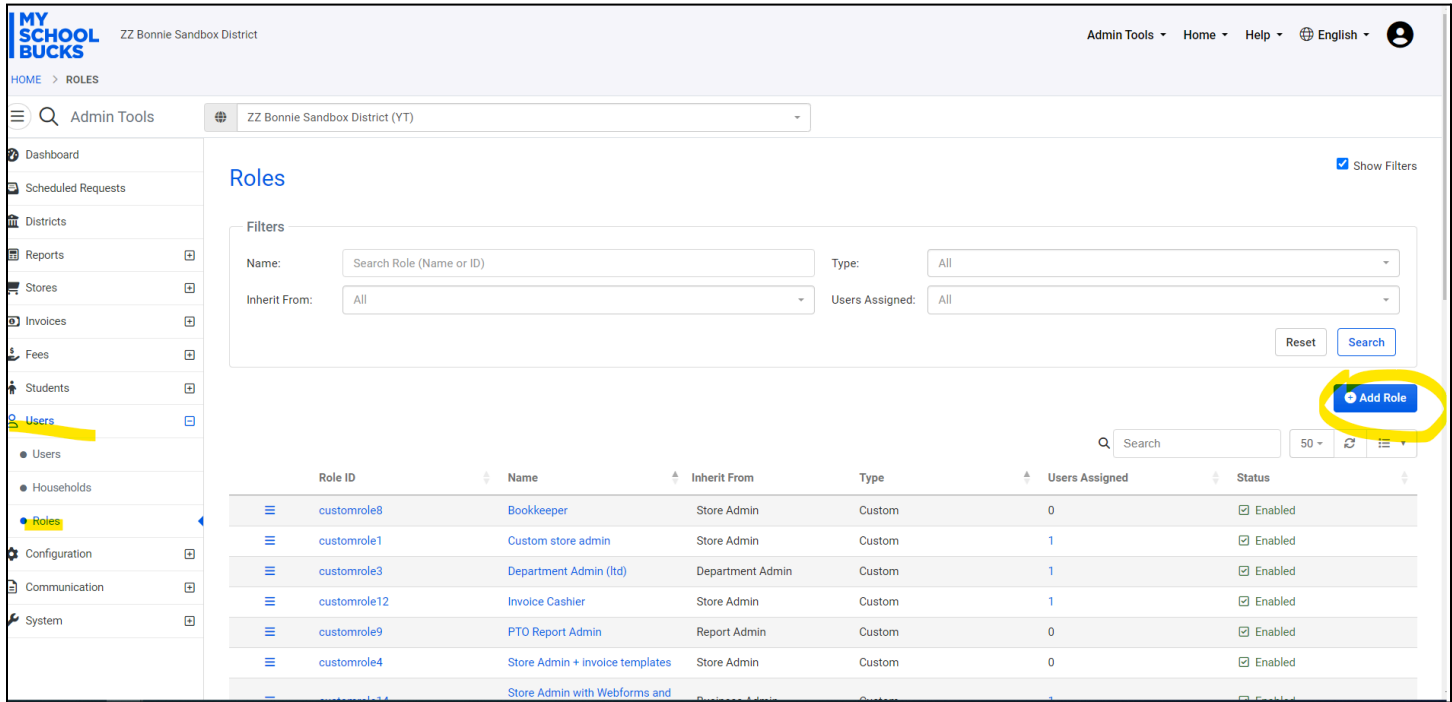 MY
SCHOOL
BUCKS
ZZ Bonnie Sandbox District
Admin Tools Home Help English
HOME > ROLES
Admin Tools
ZZ Bonnie Sandbox District (YT)
Dashboard
Scheduled Requests
Districts
Reports
Stores
Invoices
Fees
Students
Users
Users
Households
Roles
Configuration
Communication
System
Roles
Show Filters
Filters
Name: Search Role (Name or ID) Type: All
Inherit From: All Users Assigned: All
Reset Search
Add Role
Search 50
Role ID Name Inherit From Type Users Assigned Status
customrole8 Bookkeeper Store Admin Custom 0 Enabled
customrole1 Custom store admin Store Admin Custom 1 Enabled
customrole3 Department Admin (ltd) Department Admin Custom 1 Enabled
customrole12 Invoice Cashier Store Admin Custom 1 Enabled
customrole9 PTO Report Admin Report Admin Custom 0 Enabled
customrole4 Store Admin + invoice templates Store Admin Custom 0 Enabled
Store Admin with Webforms and
customrole14 Business Admin Custom 1 Enabled